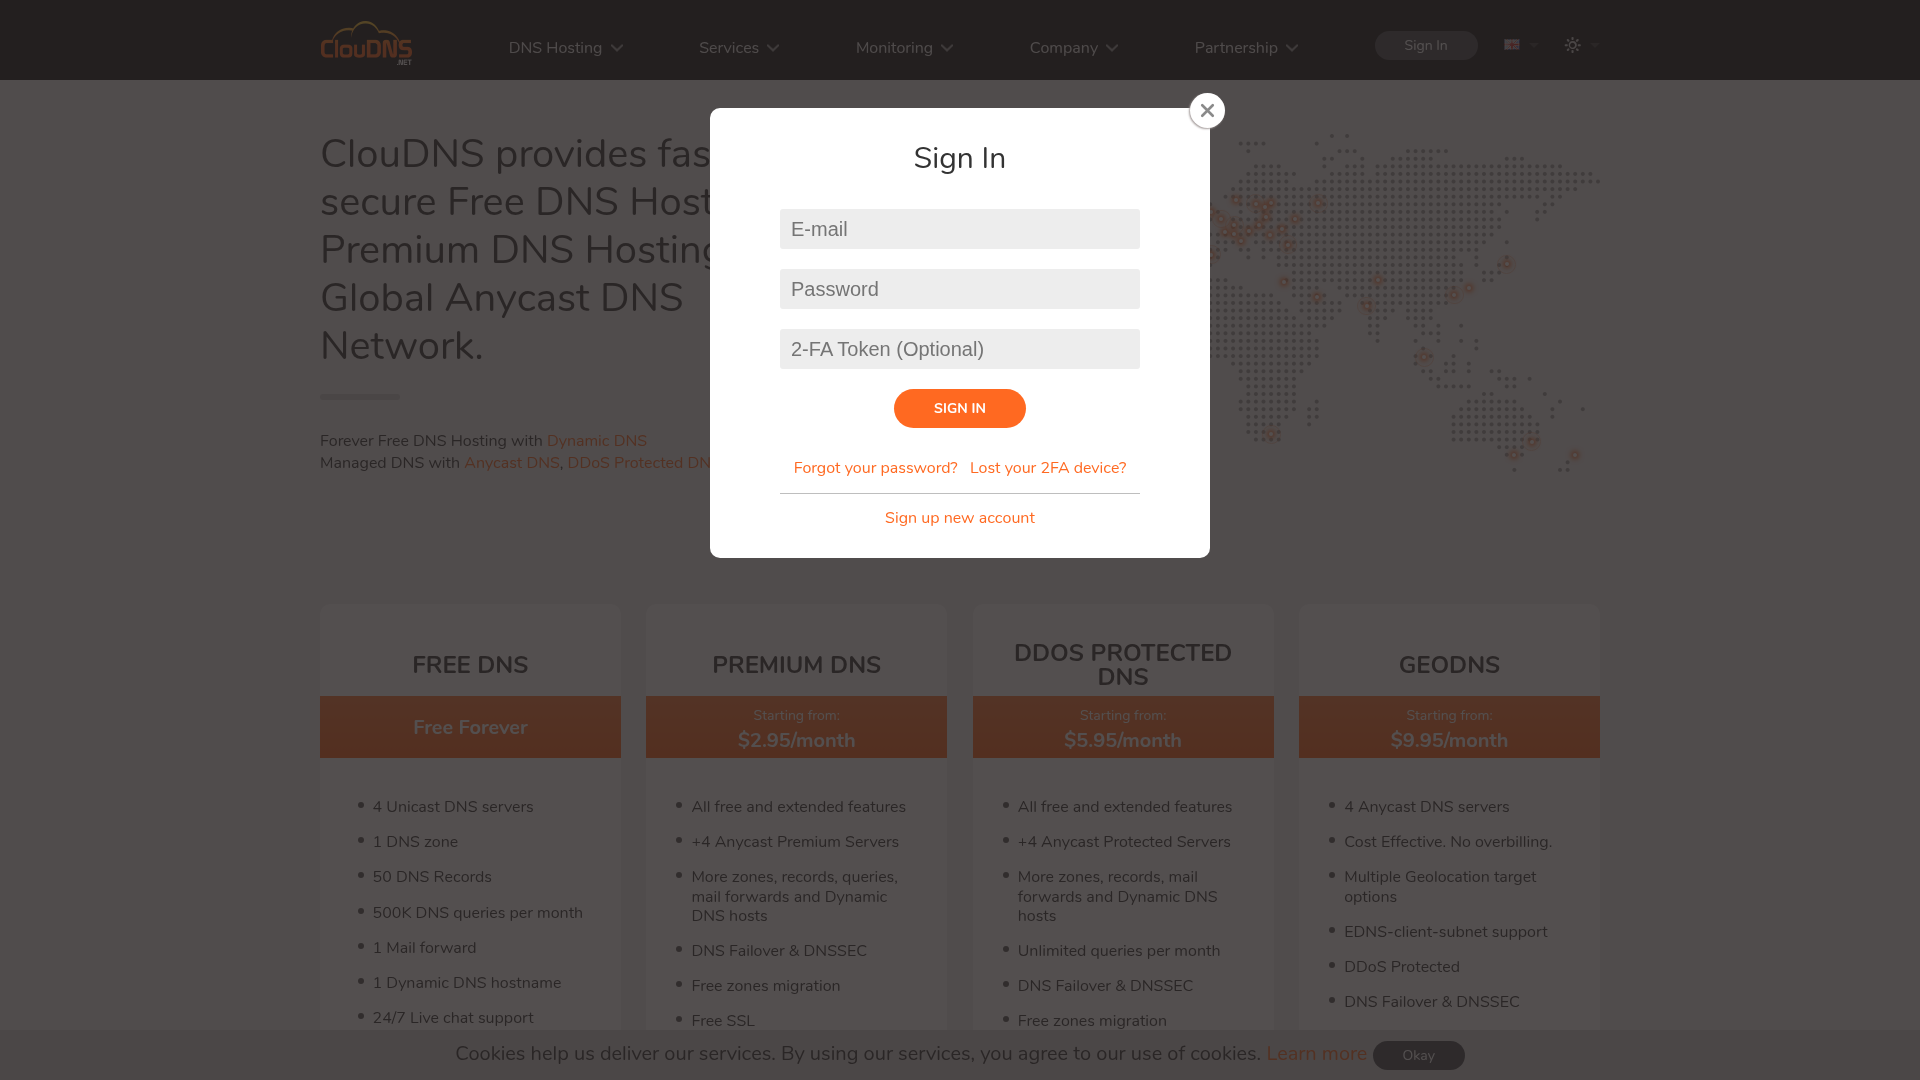 ClouDNS
.NET
DNS Hosting
Services
Monitoring
Company
Partnership
Sign In
ClouDNS provides fas
secure Free DNS Host
Premium DNS Hosting
Global Anycast DNS
Network.
Forever Free DNS Hosting with Dynamic DNS
Managed DNS with Anycast DNS, DDoS Protected DN
Sign In
E-mail
Password
2-FA Token (Optional)
SIGN IN
Forgot your password? Lost your 2FA device?
Sign up new account
FREE DNS
Free Forever
4 Unicast DNS servers
1 DNS zone
50 DNS Records
500K DNS queries per month
1 Mail forward
1 Dynamic DNS hostname
24/7 Live chat support
PREMIUM DNS
Starting from:
$2.95/month
All free and extended features
+4 Anycast Premium Servers
More zones, records, queries,
mail forwards and Dynamic
DNS hosts
DNS Failover & DNSSEC
Free zones migration
Free SSL
DDOS PROTECTED
DNS
Starting from:
$5.95/month
All free and extended features
+4 Anycast Protected Servers
More zones, records, mail
forwards and Dynamic DNS
hosts
Unlimited queries per month
DNS Failover & DNSSEC
Free zones migration
GEODNS
Starting from:
$9.95/month
4 Anycast DNS servers
Cost Effective. No overbilling.
Multiple Geolocation target
options
EDNS-client-subnet support
DDoS Protected
DNS Failover & DNSSEC
Cookies help us deliver our services. By using our services, you agree to our use of cookies. Learn more
Okay